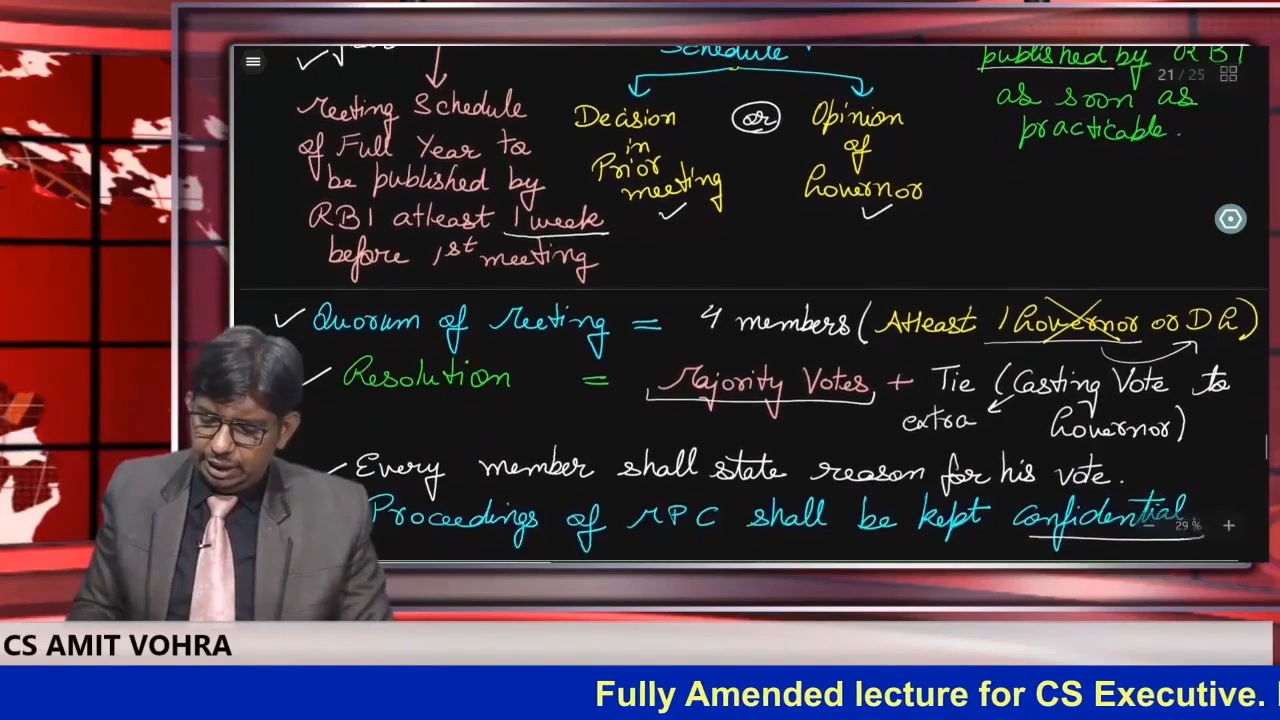 Schedule
published by RBI
21 / 25
as soon as
practicable.
Meeting Schedule
of Full Year to
be published by
RBI atleast 1 week
before 1st meeting
Decision
in
Prior
meeting
or
Opinion
of
Governor
Quorum of Meeting = 4 members (Atleast 1 Governor or DG)
Resolution = Majority Votes + Tie (Casting Vote to
extra
Governor)
Every member shall state reason for his vote.
Proceedings of MPC shall be kept confidential
29 %
CS AMIT VOHRA
Fully Amended lecture for CS Executive.